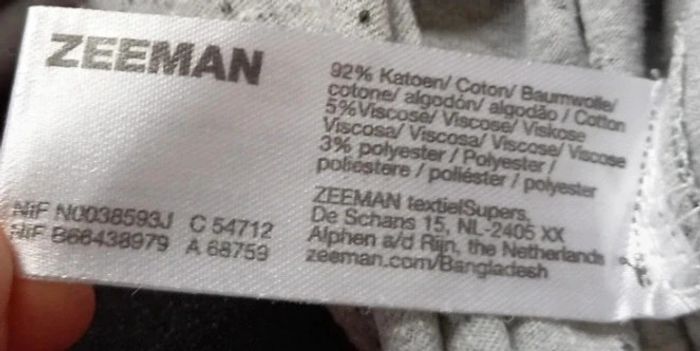 ZEEMAN
92% Katoen/ Coton/ Baumwolle/
cotone/ algodón/ algodão / Cotton
5%Viscose/ Viscose/ Viskose
Viscosa/ Viscosa/ Viscose/ Viscose
3% polyester / Polyester /
poliestere / poliéster / polyester
ZEEMAN textielSupers,
De Schans 15, NL-2405 XX
Alphen a/d Rijn, the Netherlands
zeeman.com/Bangladesh
NiF N0038593J C 54712
NiF B66438979 A 68759